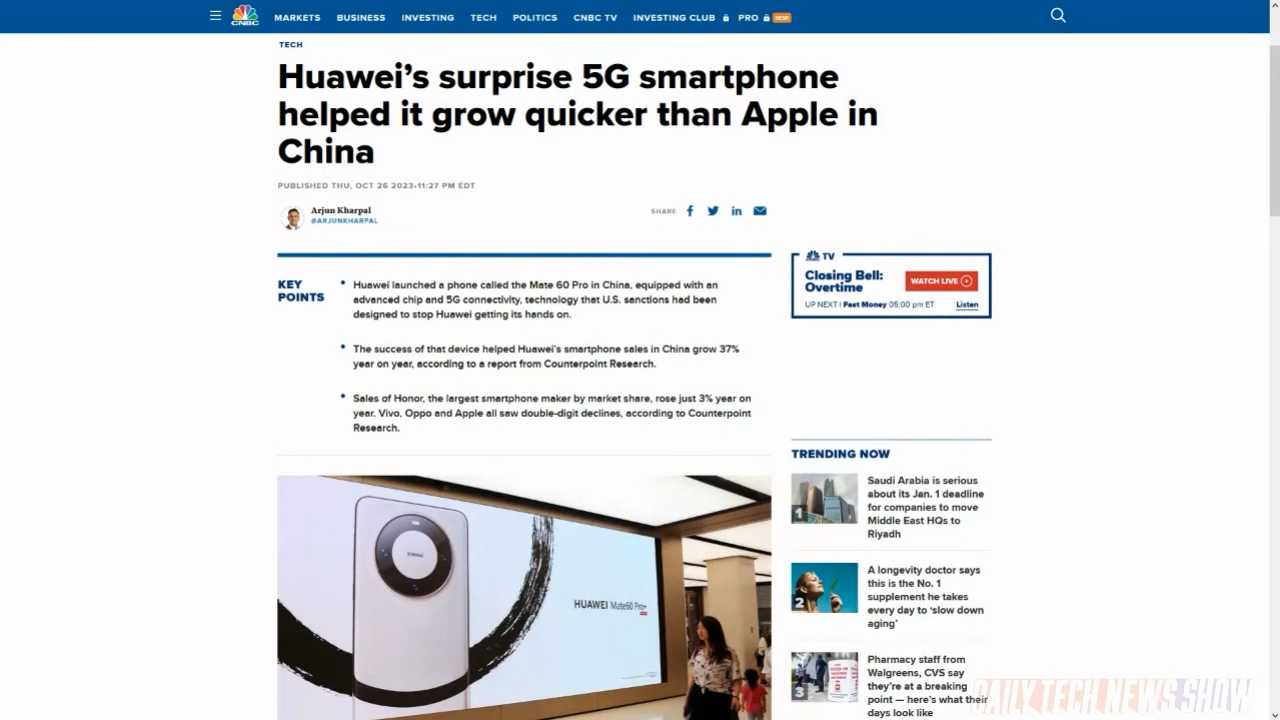 CNBC
MARKETS BUSINESS INVESTING TECH POLITICS CNBC TV INVESTING CLUB PRO NEW
TECH
Huawei's surprise 5G smartphone
helped it grow quicker than Apple in
China
PUBLISHED THU, OCT 26 2023•11:27 PM EDT
Arjun Kharpal
@ARJUNKHARPAL
SHARE
KEY
POINTS
• Huawei launched a phone called the Mate 60 Pro in China, equipped with an
advanced chip and 5G connectivity, technology that U.S. sanctions had been
designed to stop Huawei getting its hands on.
• The success of that device helped Huawei's smartphone sales in China grow 37%
year on year, according to a report from Counterpoint Research.
• Sales of Honor, the largest smartphone maker by market share, rose just 3% year on
year. Vivo, Oppo and Apple all saw double-digit declines, according to Counterpoint
Research.
HUAWEI Mate60 Pro+
TV
Closing Bell:
Overtime
WATCH LIVE
UP NEXT | Fast Money 05:00 pm ET
Listen
TRENDING NOW
1
Saudi Arabia is serious
about its Jan. 1 deadline
for companies to move
Middle East HQs to
Riyadh
2
A longevity doctor says
this is the No. 1
supplement he takes
every day to 'slow down
aging'
3
Pharmacy staff from
Walgreens, CVS say
they're at a breaking
point — here's what their
days look like
DAILY TECH NEWS SHOW